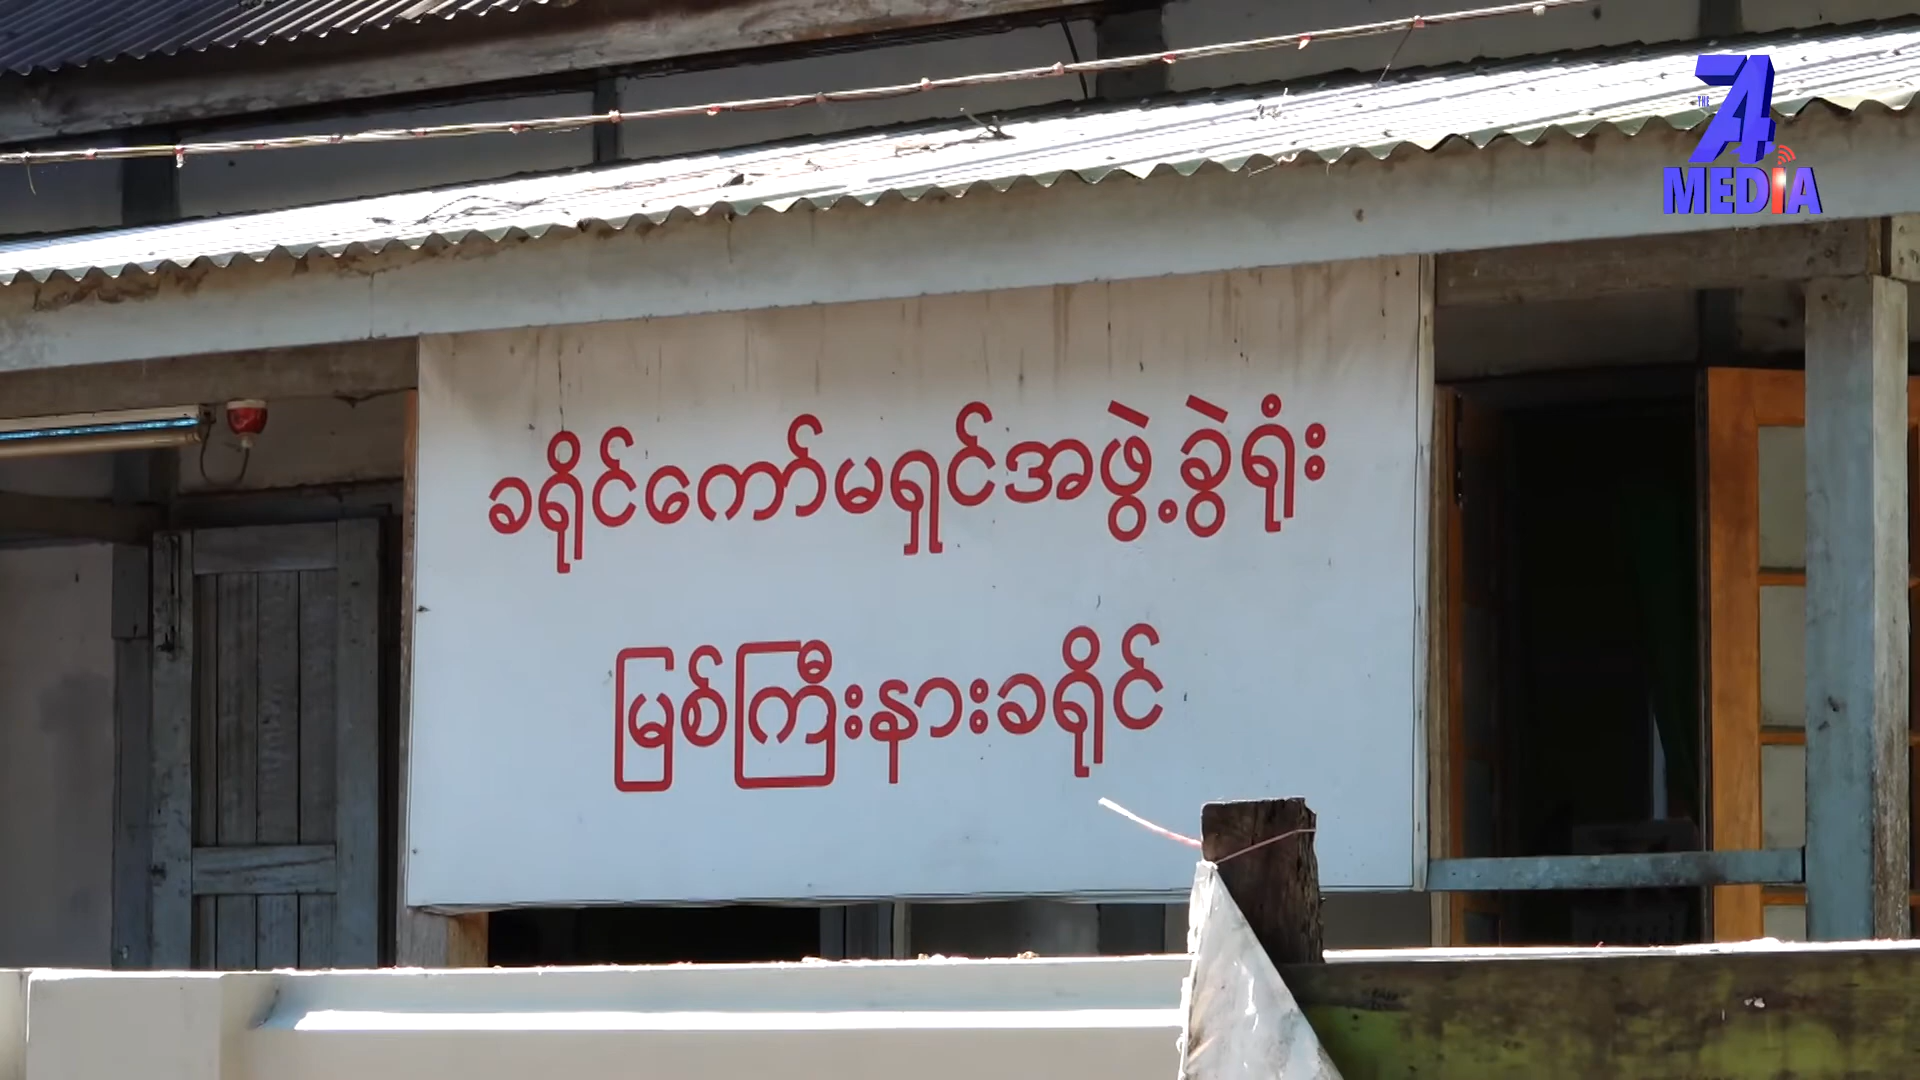 THE 74
MEDIA
ခရိုင်ကော်မရှင်အဖွဲ့ခွဲရုံး
မြစ်ကြီးနားခရိုင်